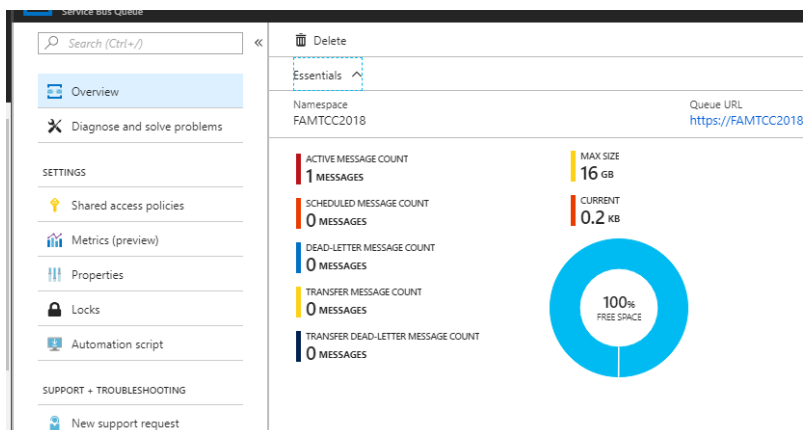 Service Bus Queue
Search (Ctrl+/)
«
Overview
Diagnose and solve problems
SETTINGS
Shared access policies
Metrics (preview)
Properties
Locks
Automation script
SUPPORT + TROUBLESHOOTING
New support request
Delete
Essentials
Namespace
FAMTCC2018
Queue URL
https://FAMTCC2018
ACTIVE MESSAGE COUNT
1 MESSAGES
SCHEDULED MESSAGE COUNT
0 MESSAGES
DEAD-LETTER MESSAGE COUNT
0 MESSAGES
TRANSFER MESSAGE COUNT
0 MESSAGES
TRANSFER DEAD-LETTER MESSAGE COUNT
0 MESSAGES
MAX SIZE
16 GB
CURRENT
0.2 KB
100%
FREE SPACE